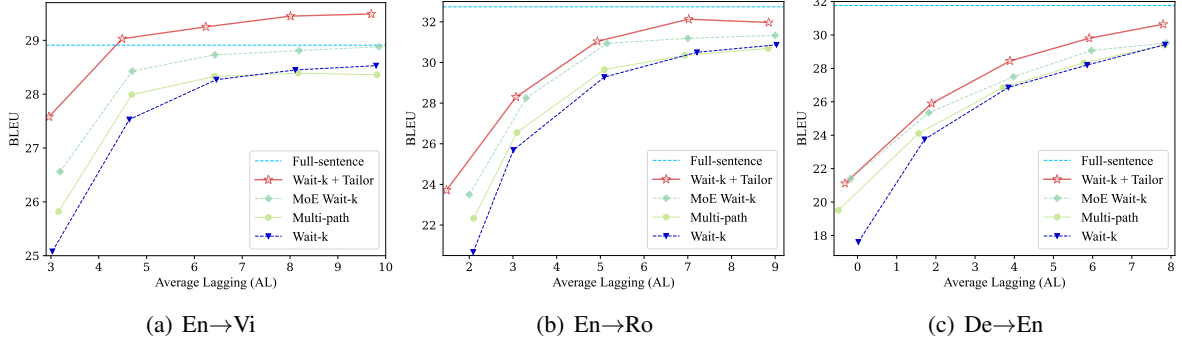 BLEU
29
28
27
26
25
3
4
5
6
7
8
9
10
Average Lagging (AL)
Full-sentence
Wait-k + Tailor
MoE Wait-k
Multi-path
Wait-k
(a) En→Vi
BLEU
32
30
28
26
24
22
2
3
4
5
6
7
8
9
Average Lagging (AL)
Full-sentence
Wait-k + Tailor
MoE Wait-k
Multi-path
Wait-k
(b) En→Ro
BLEU
32
30
28
26
24
22
20
18
0
1
2
3
4
5
6
7
8
Average Lagging (AL)
Full-sentence
Wait-k + Tailor
MoE Wait-k
Multi-path
Wait-k
(c) De→En